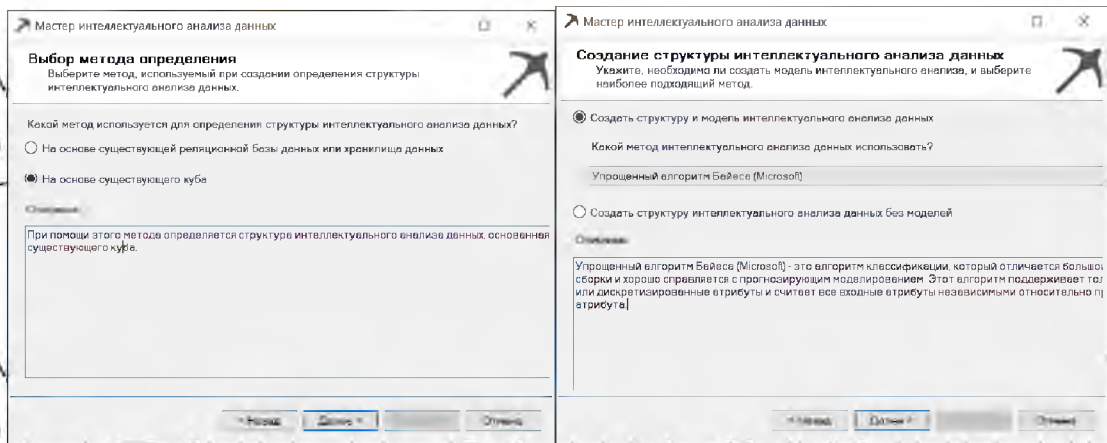 Мастер интеллектуального анализа данных
Выбор метода определения
Выберите метод, используемый при создании определения структуры
интеллектуального анализа данных.
Какой метод используется для определения структуры интеллектуального анализа данных?
На основе существующей реляционной базы данных или хранилища данных
На основе существующего куба
Описание:
При помощи этого метода определяется структура интеллектуального анализа данных, основанная
существующего куба.
< Назад
Далее >
Отмена
Мастер интеллектуального анализа данных
Создание структуры интеллектуального анализа данных
Укажите, необходимо ли создать модель интеллектуального анализа, и выберите
наиболее подходящий метод.
Создать структуру и модель интеллектуального анализа данных
Какой метод интеллектуального анализа данных использовать?
Упрощенный алгоритм Байеса (Microsoft)
Создать структуру интеллектуального анализа данных без моделей
Описание:
Упрощенный алгоритм Байеса (Microsoft) - это алгоритм классификации, который отличается большой
сборки и хорошо справляется с прогнозирующим моделированием. Этот алгоритм поддерживает тол
или дискретизированные атрибуты и считает все входные атрибуты независимыми относительно п
атрибута.
< Назад
Далее >
Отмена